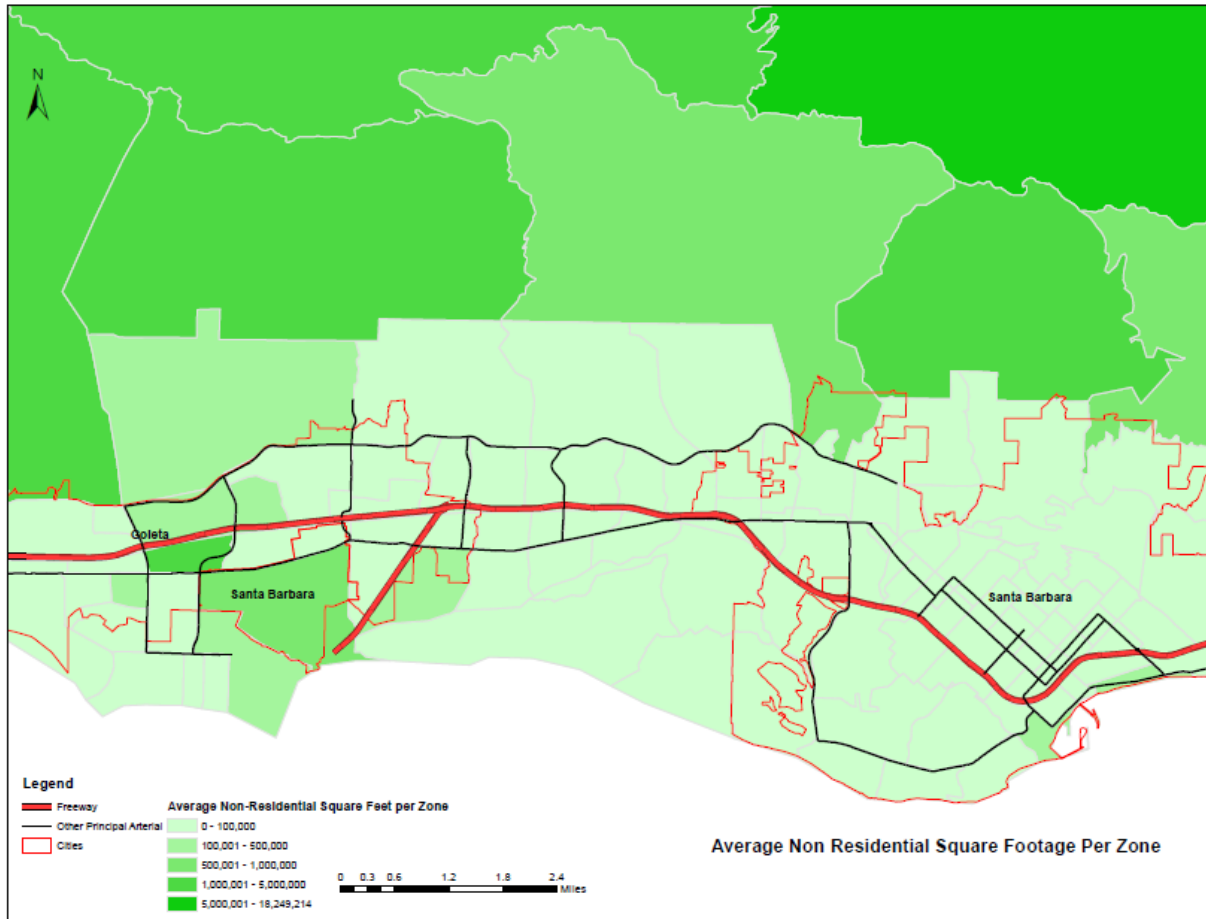 N
Goleta
Santa Barbara
Santa Barbara
Legend
Freeway
Other Principal Arterial
Cities
Average Non-Residential Square Feet per Zone
0 - 100,000
100,001 - 500,000
500,001 - 1,000,000
1,000,001 - 5,000,000
5,000,001 - 18,249,214
0 0.3 0.6 1.2 1.8 2.4
Miles
Average Non Residential Square Footage Per Zone